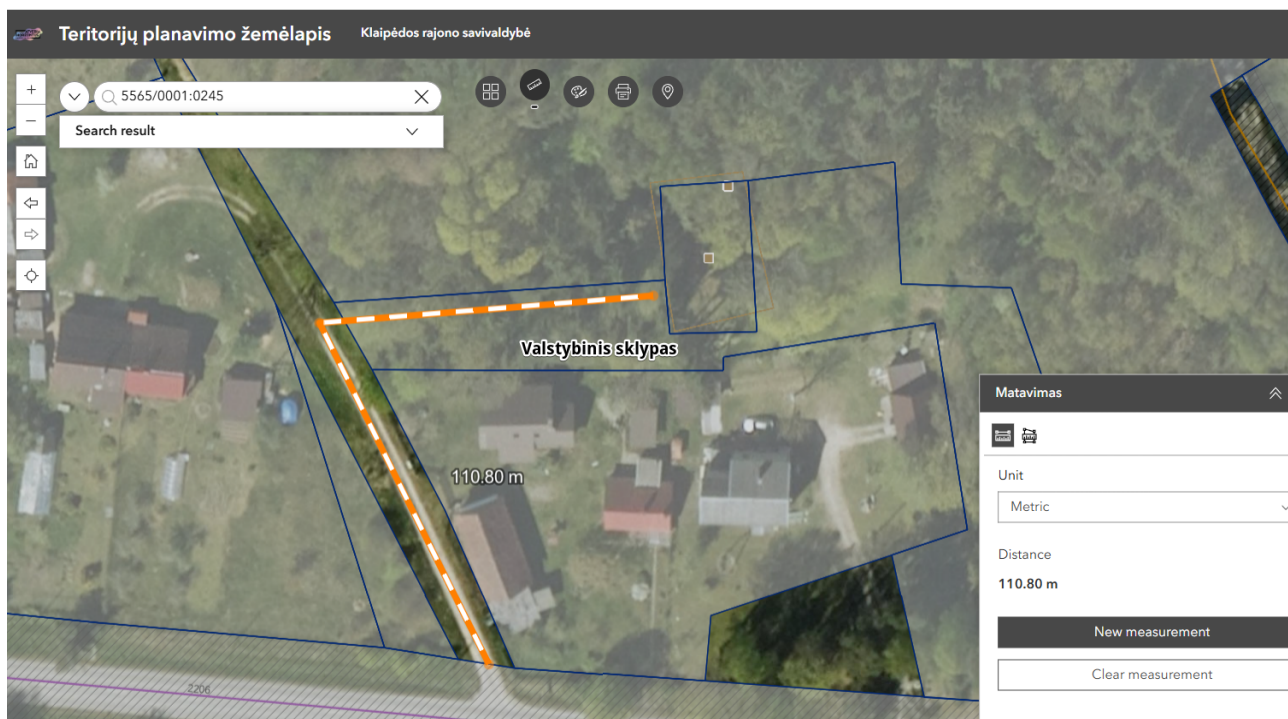 Teritorijų planavimo žemėlapis
Klaipėdos rajono savivaldybė
5565/0001:0245
Search result
Valstybinis sklypas
110.80 m
2206
Matavimas
Unit
Metric
Distance
110.80 m
New measurement
Clear measurement